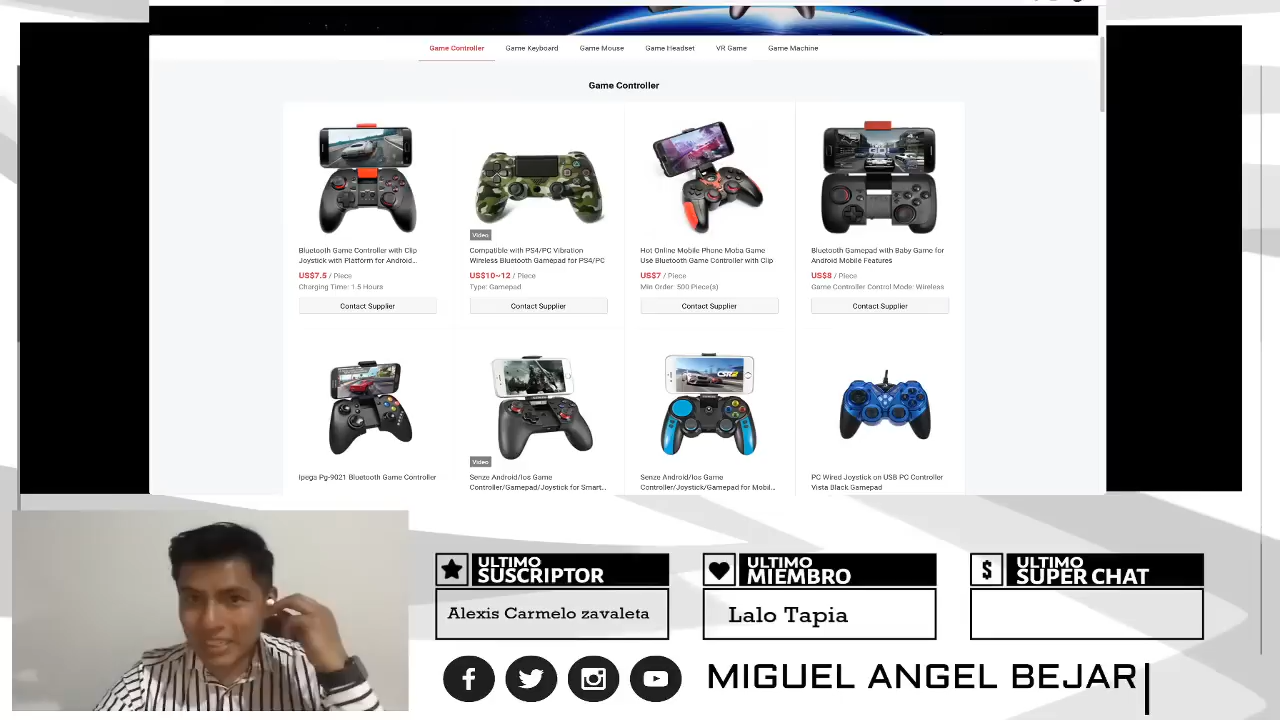 Game Controller Game Keyboard Game Mouse Game Headset VR Game Game Machine
Game Controller
Bluetooth Game Controller with Clip
Joystick with Platform for Android...
US$7.5 / Piece
Charging Time: 1.5 Hours
Contact Supplier
Video
Compatible with PS4/PC Vibration
Wireless Bluetooth Gamepad for PS4/PC
US$10~12 / Piece
Type: Gamepad
Contact Supplier
Hot Online Mobile Phone Moba Game
Use Bluetooth Game Controller with Clip
US$7 / Piece
Min Order: 500 Piece(s)
Contact Supplier
GO!
Bluetooth Gamepad with Baby Game for
Android Mobile Features
US$8 / Piece
Game Controller Control Mode: Wireless
Contact Supplier
Ipega Pg-9021 Bluetooth Game Controller
Video
Senze Android/Ios Game
Controller/Gamepad/Joystick for Smart...
CSR2
Senze Android/Ios Game
Controller/Joystick/Gamepad for Mobil...
PC Wired Joystick on USB PC Controller
Vista Black Gamepad
ULTIMO
SUSCRIPTOR
Alexis Carmelo zavaleta
ULTIMO
MIEMBRO
Lalo Tapia
$
ULTIMO
SUPER CHAT
MIGUEL ANGEL BEJAR